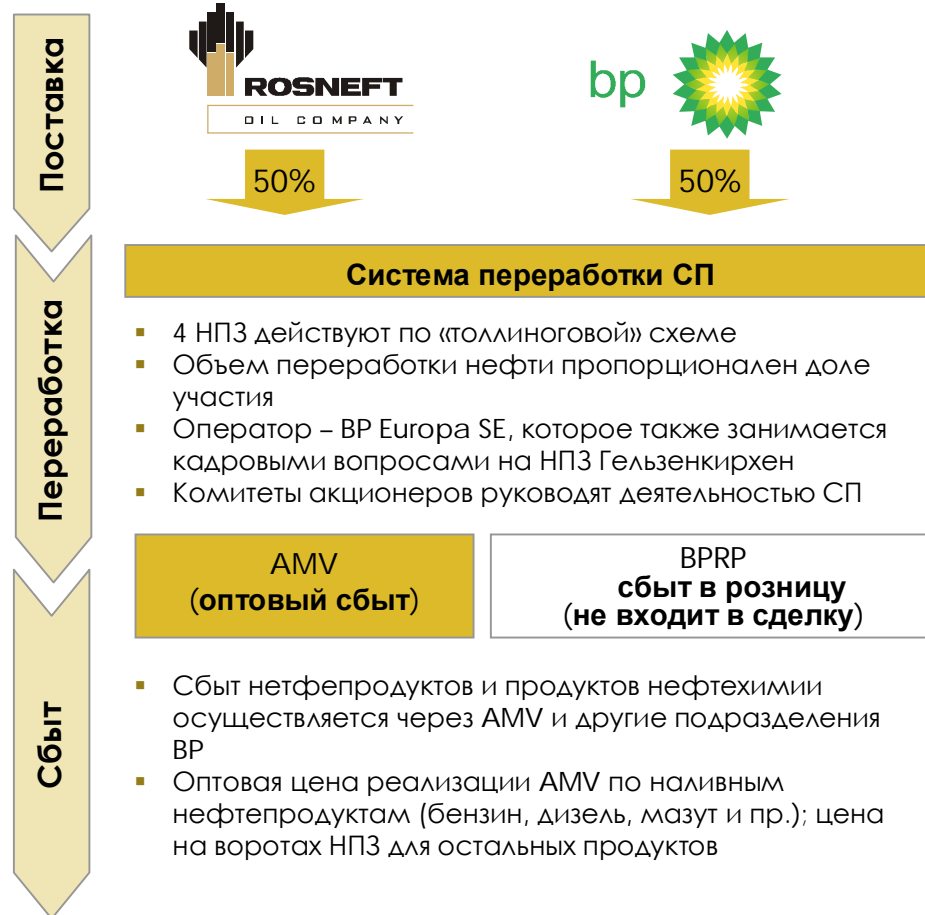 Поставка
ROSNEFT
OIL COMPANY
bp
50%
50%
Переработка
Система переработки СП
4 НПЗ действуют по «толлиноговой» схеме
Объем переработки нефти пропорционален доле
участия
Оператор – BP Europa SE, которое также занимается
кадровыми вопросами на НПЗ Гельзенкирхен
Комитеты акционеров руководят деятельностью СП
AMV
(оптовый сбыт)
BPRP
сбыт в розницу
(не входит в сделку)
Сбыт
Сбыт нетфепродуктов и продуктов нефтехимии
осуществляется через AMV и другие подразделения
BP
Оптовая цена реализации AMV по наливным
нефтепродуктам (бензин, дизель, мазут и пр.); цена
на воротах НПЗ для остальных продуктов